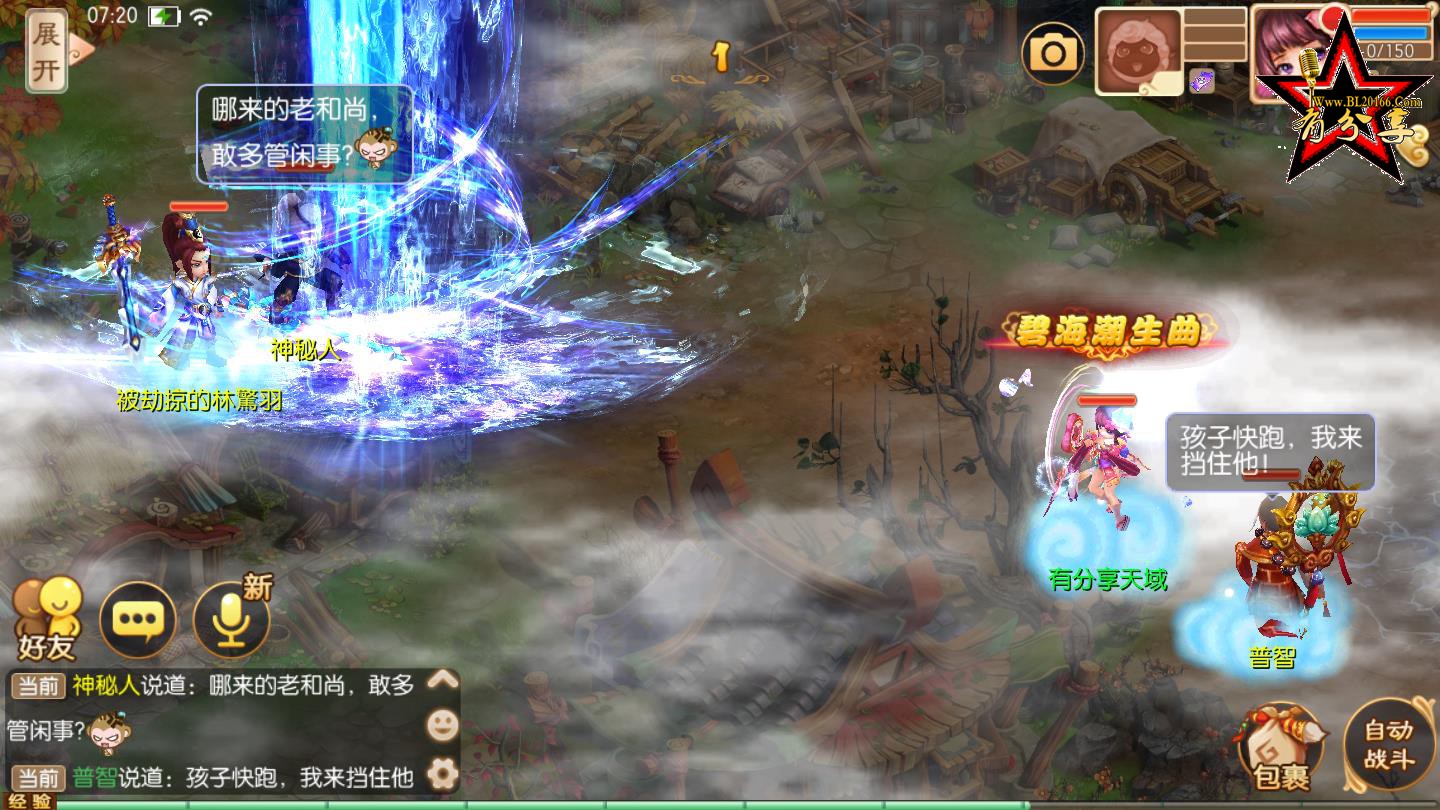 展
开
07:20
1
-0/150
Www.BL20166.Com
有分享
哪来的老和尚，
敢多管闲事?
神秘人
被劫掠的林驚羽
碧海潮生曲
孩子快跑，我来
挡住他!
有分享天域
普智
新
好友
当前 神秘人说道：哪来的老和尚，敢多
管闲事?
当前 普智说道：孩子快跑，我来挡住他
经验
包裹
自动
战斗